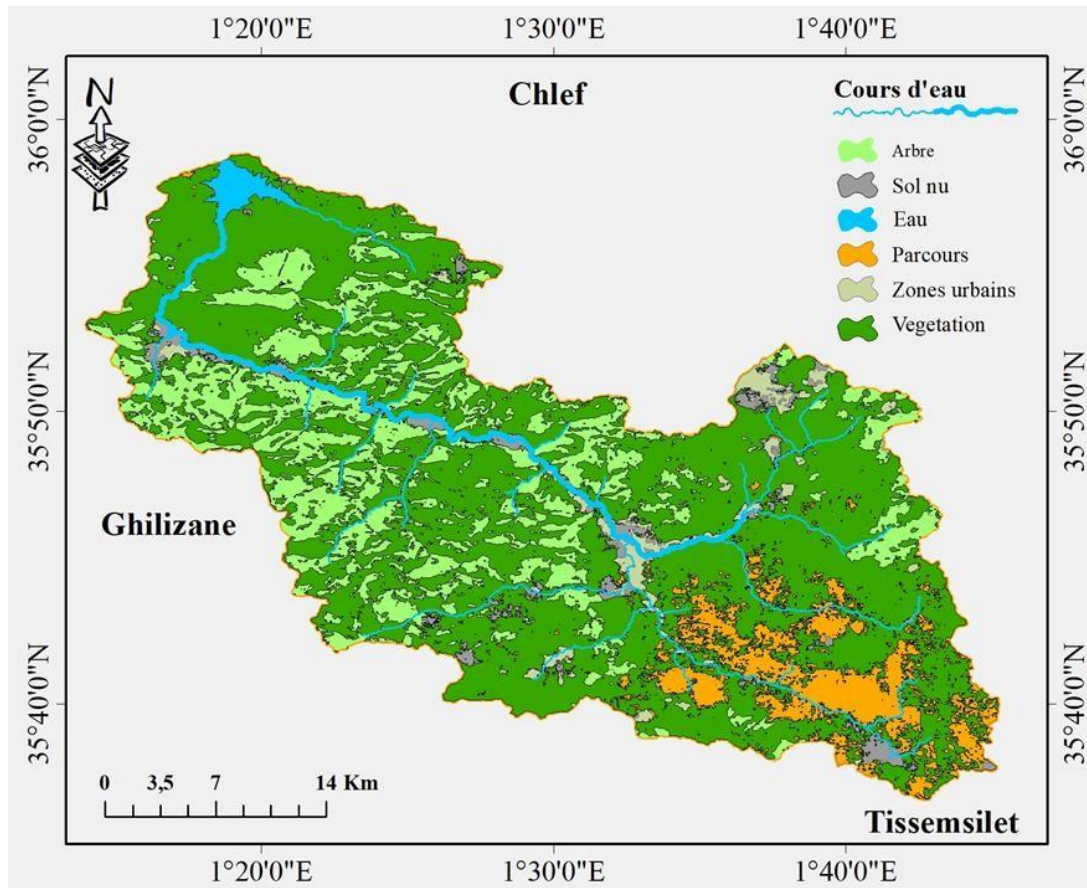 1°20'0"N 1°30'0"N 1°40'0"N
36°0'0"N
35°50'0"N
35°40'0"N
N
Chlef
Cours d'eau
Arbre
Sol nu
Eau
Parcours
Zones urbains
Vegetation
36°0'0"N
35°50'0"N
35°40'0"N
Ghilizane
0 3,5 7 14 Km
Tissemsilet
1°20'0"N 1°30'0"N 1°40'0"N